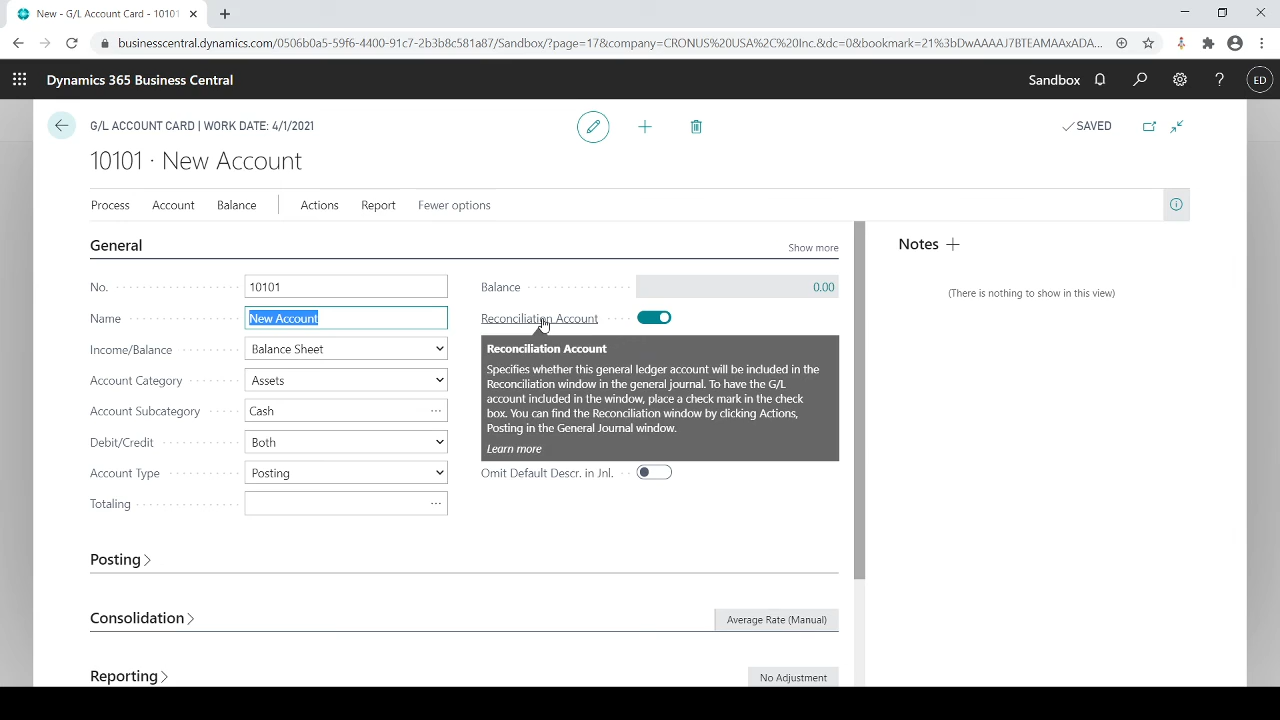 New - G/L Account Card - 10101
businesscentral.dynamics.com/0506b0a5-59f6-4400-91c7-2b3b8c581a87/Sandbox/?page=17&company=CRONUS%20USA%2C%20Inc.&dc=0&bookmark=21%3bDwAAAAJ7BTEAMAAxADA...
Dynamics 365 Business Central
Sandbox
?
ED
G/L ACCOUNT CARD | WORK DATE: 4/1/2021
SAVED
10101 · New Account
Process Account Balance Actions Report Fewer options
General
Show more
No. 10101
Name New Account
Income/Balance Balance Sheet
Account Category Assets
Account Subcategory Cash
Debit/Credit Both
Account Type Posting
Totaling
Balance 0.00
Reconciliation Account
Reconciliation Account
Specifies whether this general ledger account will be included in the
Reconciliation window in the general journal. To have the G/L
account included in the window, place a check mark in the check
box. You can find the Reconciliation window by clicking Actions,
Posting in the General Journal window.
Learn more
Omit Default Descr. in Jnl.
Posting
Consolidation
Average Rate (Manual)
Reporting
No Adjustment
Notes
(There is nothing to show in this view)